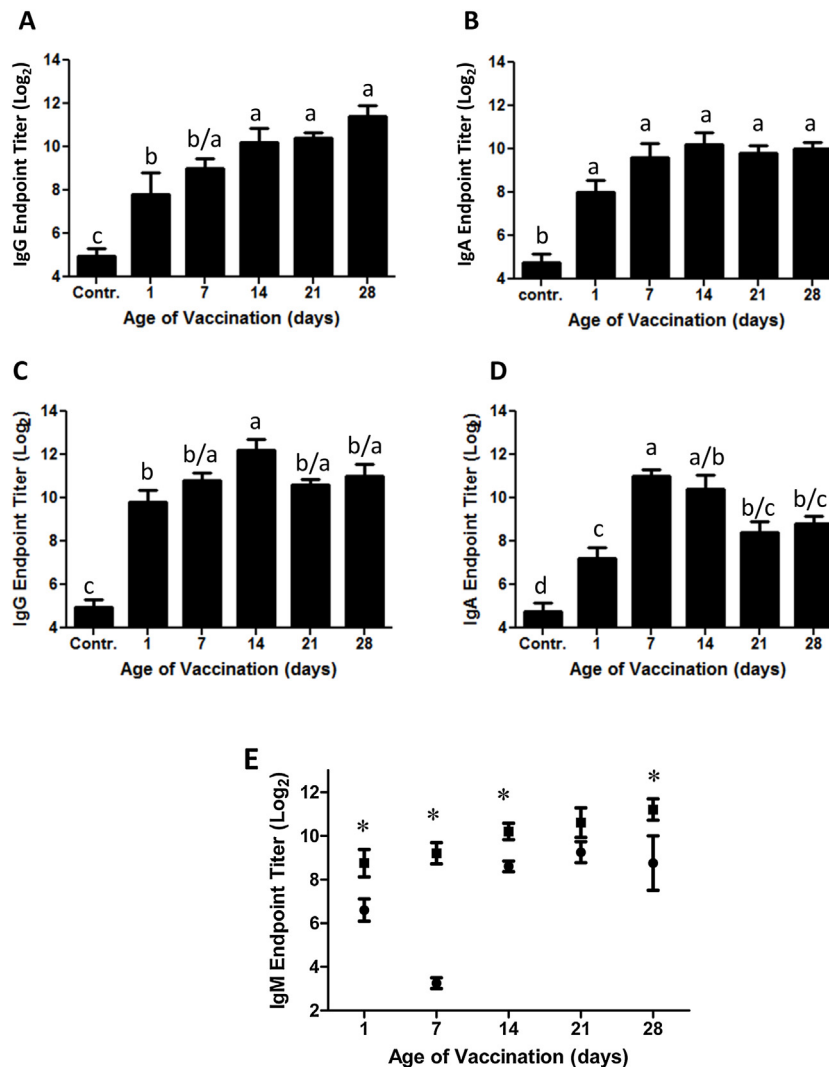 A
IgG Endpoint Titer (Log2)
14
12
10
8
6
4
c
b
b/a
a
a
a
Contr. 1 7 14 21 28
Age of Vaccination (days)
B
IgA Endpoint Titer (Log2)
14
12
10
8
6
4
b
a
a
a
a
a
contr. 1 7 14 21 28
Age of Vaccination (days)
C
IgG Endpoint Titer (Log2)
14
12
10
8
6
4
c
b
b/a
a
b/a
b/a
Contr. 1 7 14 21 28
Age of Vaccination (days)
D
IgA Endpoint Titer (Log2)
14
12
10
8
6
4
d
c
a
a/b
b/c
b/c
Contr. 1 7 14 21 28
Age of Vaccination (days)
E
IgM Endpoint Titer (Log2)
12
10
8
6
4
2
* * * *
1 7 14 21 28
Age of Vaccination (days)